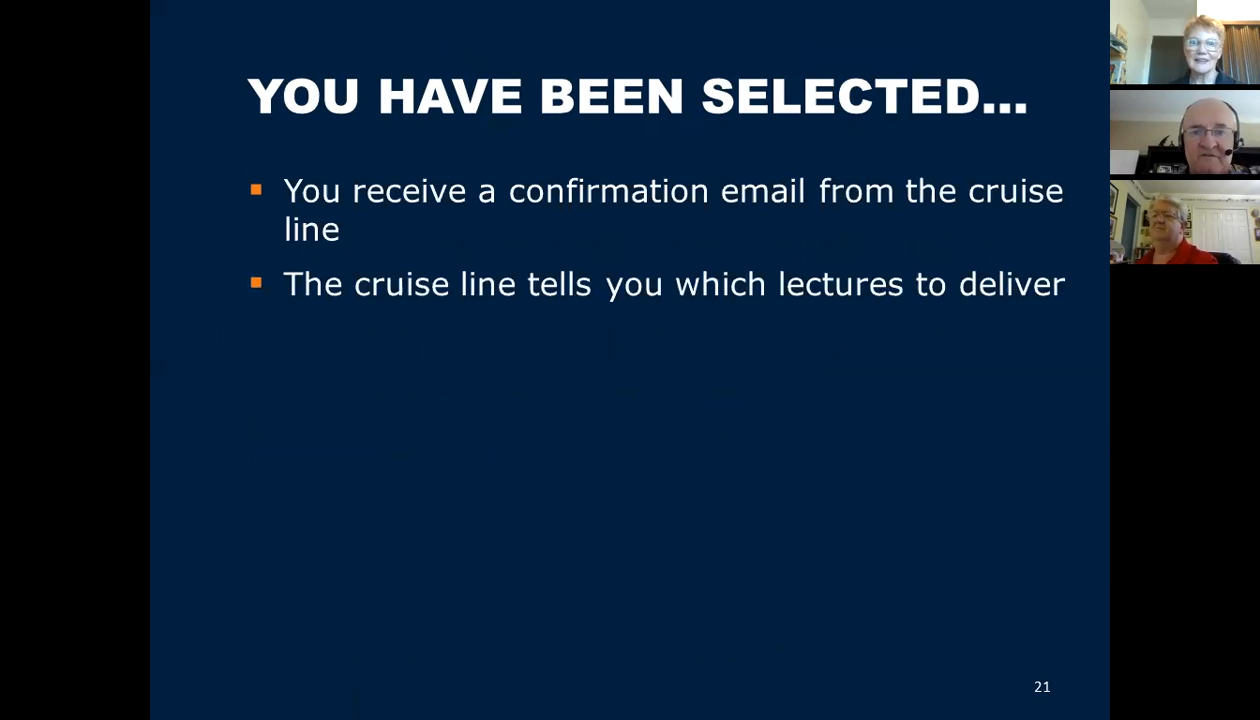 YOU HAVE BEEN SELECTED...
You receive a confirmation email from the cruise
line
The cruise line tells you which lectures to deliver
21